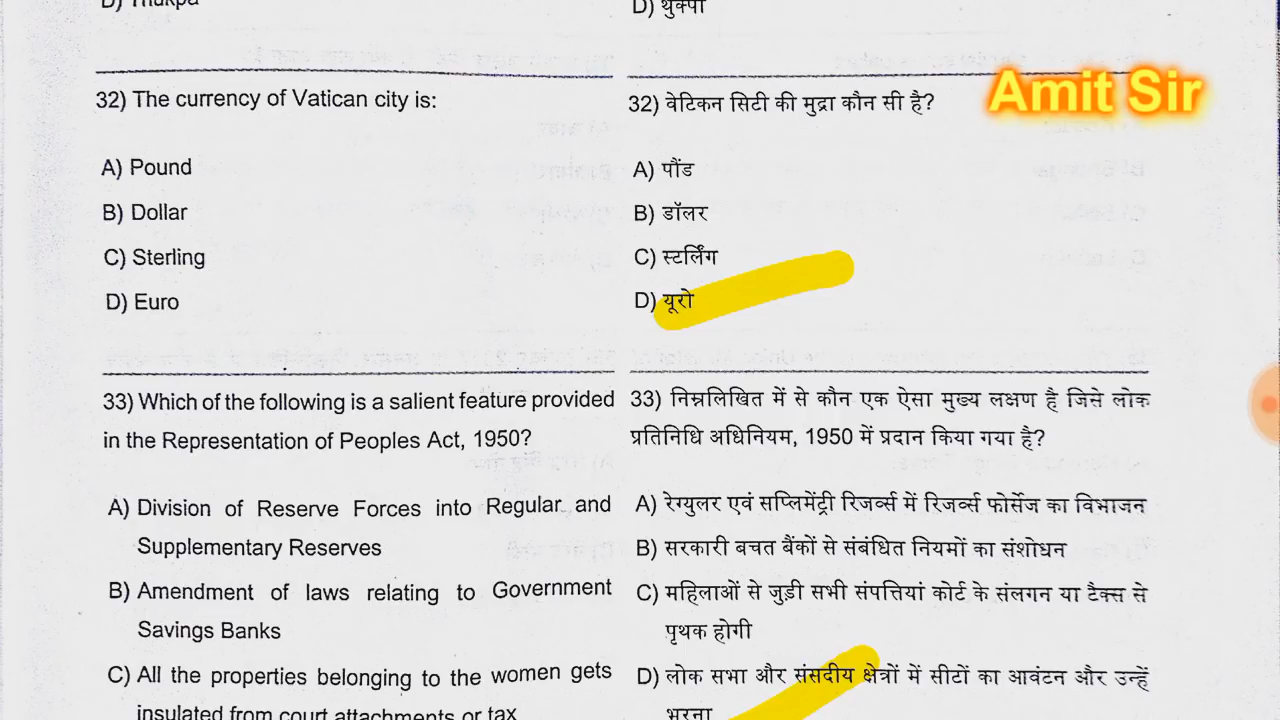 D) Thukpa
D) थुक्पा
Amit Sir
32) The currency of Vatican city is:
A) Pound
B) Dollar
C) Sterling
D) Euro
32) वेटिकन सिटी की मुद्रा कौन सी है?
A) पौंड
B) डॉलर
C) स्टर्लिंग
D) यूरो
33) Which of the following is a salient feature provided
in the Representation of Peoples Act, 1950?
A) Division of Reserve Forces into Regular and
Supplementary Reserves
B) Amendment of laws relating to Government
Savings Banks
C) All the properties belonging to the women gets
insulated from court attachments or tax
33) निम्नलिखित में से कौन एक ऐसा मुख्य लक्षण है जिसे लोक
प्रतिनिधि अधिनियम, 1950 में प्रदान किया गया है?
A) रेग्युलर एवं सप्लिमेंट्री रिजर्व्स में रिजर्व्स फोर्सेज का विभाजन
B) सरकारी बचत बैंकों से संबंधित नियमों का संशोधन
C) महिलाओं से जुड़ी सभी संपत्तियां कोर्ट के संलगन या टैक्स से
पृथक होगी
D) लोक सभा और संसदीय क्षेत्रों में सीटों का आवंटन और उन्हें
भरना